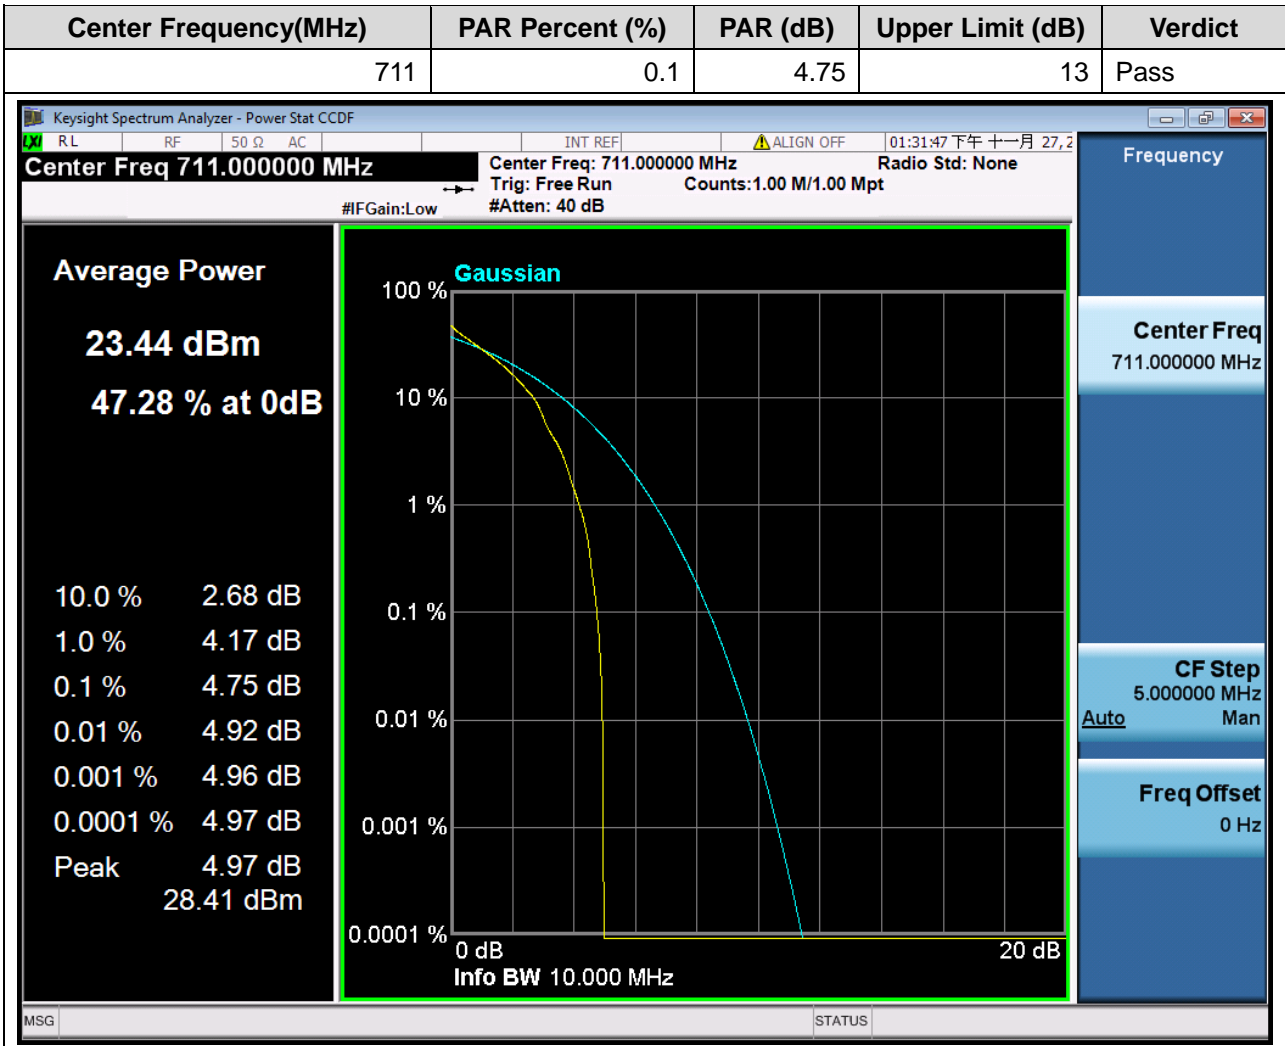 Center Frequency(MHz) PAR Percent (%) PAR (dB) Upper Limit (dB) Verdict
711 0.1 4.75 13 Pass
Keysight Spectrum Analyzer - Power Stat CCDF
LXI RL RF 50 Ω AC INT REF ALIGN OFF 01:31:47 下午 十一月 27, 2
Center Freq 711.000000 MHz
Center Freq: 711.000000 MHz Radio Std: None
Trig: Free Run Counts:1.00 M/1.00 Mpt
#IFGain:Low #Atten: 40 dB
Frequency
Average Power
23.44 dBm
47.28 % at 0dB
10.0 % 2.68 dB
1.0 % 4.17 dB
0.1 % 4.75 dB
0.01 % 4.92 dB
0.001 % 4.96 dB
0.0001 % 4.97 dB
Peak 4.97 dB
28.41 dBm
Gaussian
100 %
10 %
1 %
0.1 %
0.01 %
0.001 %
0.0001 %
0 dB 20 dB
Info BW 10.000 MHz
Center Freq
711.000000 MHz
CF Step
5.000000 MHz
Auto Man
Freq Offset
0 Hz
MSG STATUS